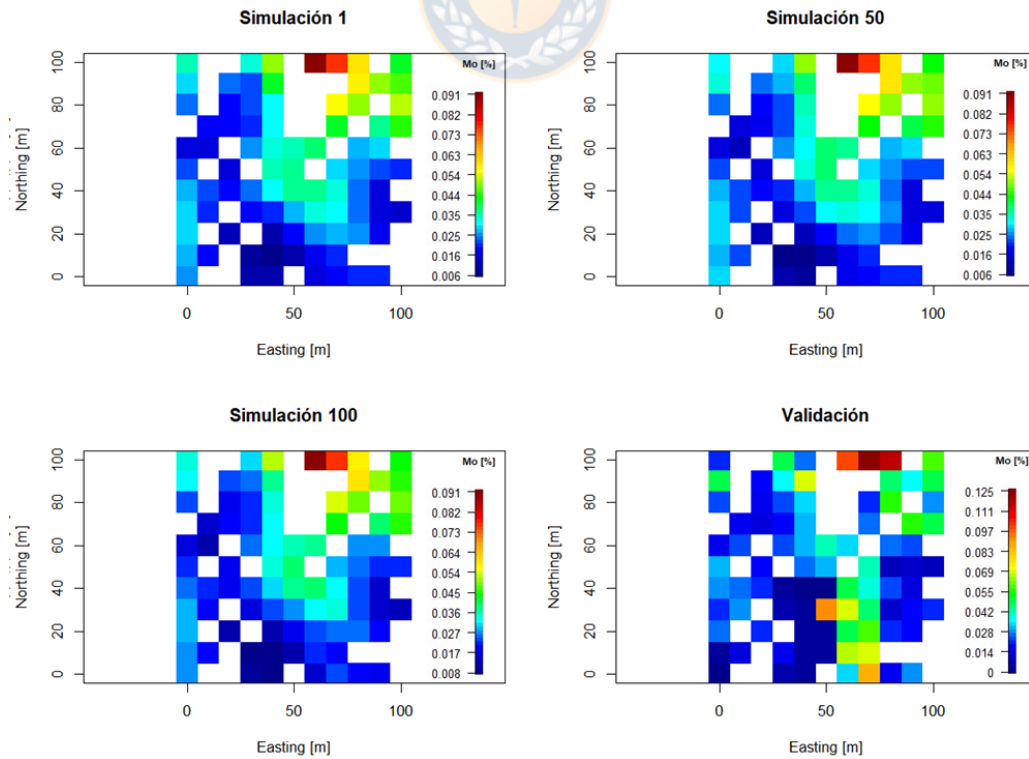 Simulación 1
Mo [%]
0.091
0.082
0.073
0.063
0.054
0.044
0.035
0.025
0.016
0.006
Northing [m]
0 20 40 60 80 100
0 50 100
Easting [m]
Simulación 50
Mo [%]
0.091
0.082
0.073
0.063
0.053
0.044
0.035
0.025
0.016
0.006
Northing [m]
0 20 40 60 80 100
0 50 100
Easting [m]
Simulación 100
Mo [%]
0.091
0.082
0.073
0.064
0.054
0.045
0.036
0.027
0.017
0.008
Northing [m]
0 20 40 60 80 100
0 50 100
Easting [m]
Validación
Mo [%]
0.125
0.111
0.097
0.083
0.069
0.056
0.042
0.028
0.014
0
Northing [m]
0 20 40 60 80 100
0 50 100
Easting [m]